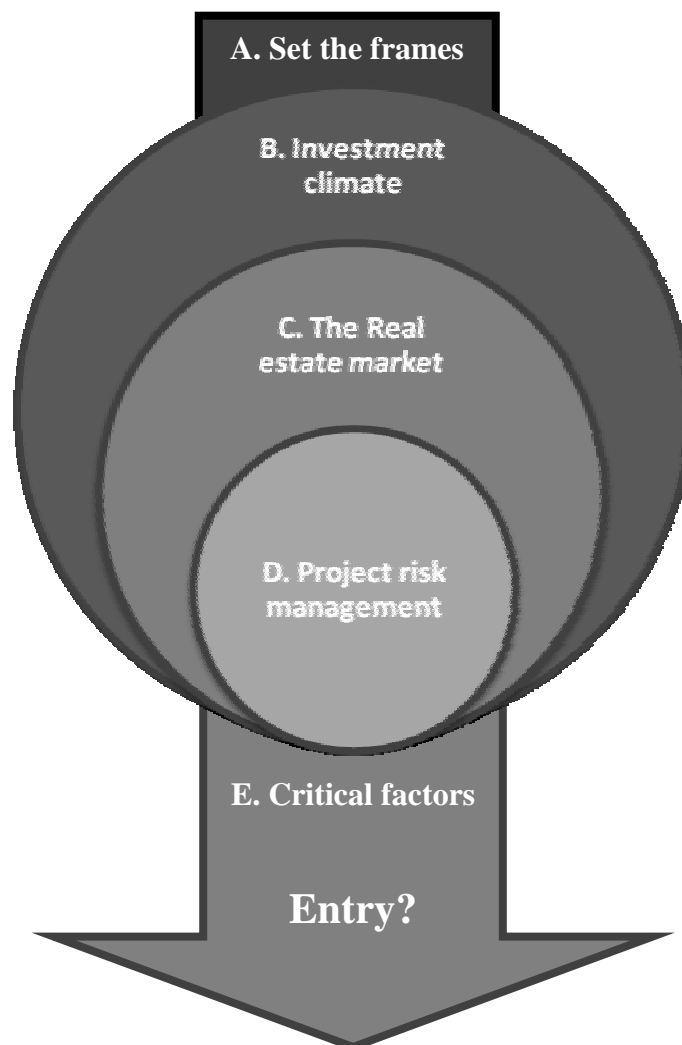 A. Set the frames
B. Investment
climate
C. The Real
estate market
D. Project risk
management
E. Critical factors
Entry?